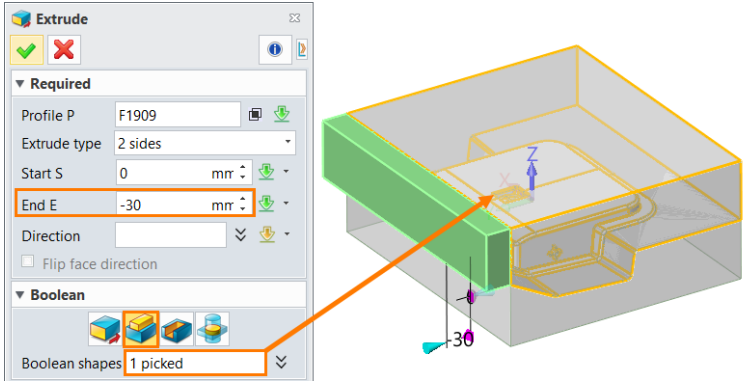 Extrude
Required
Profile P F1909
Extrude type 2 sides
Start S 0 mm
End E -30 mm
Direction
Flip face direction
Boolean
Boolean shapes 1 picked
Z
X
-30